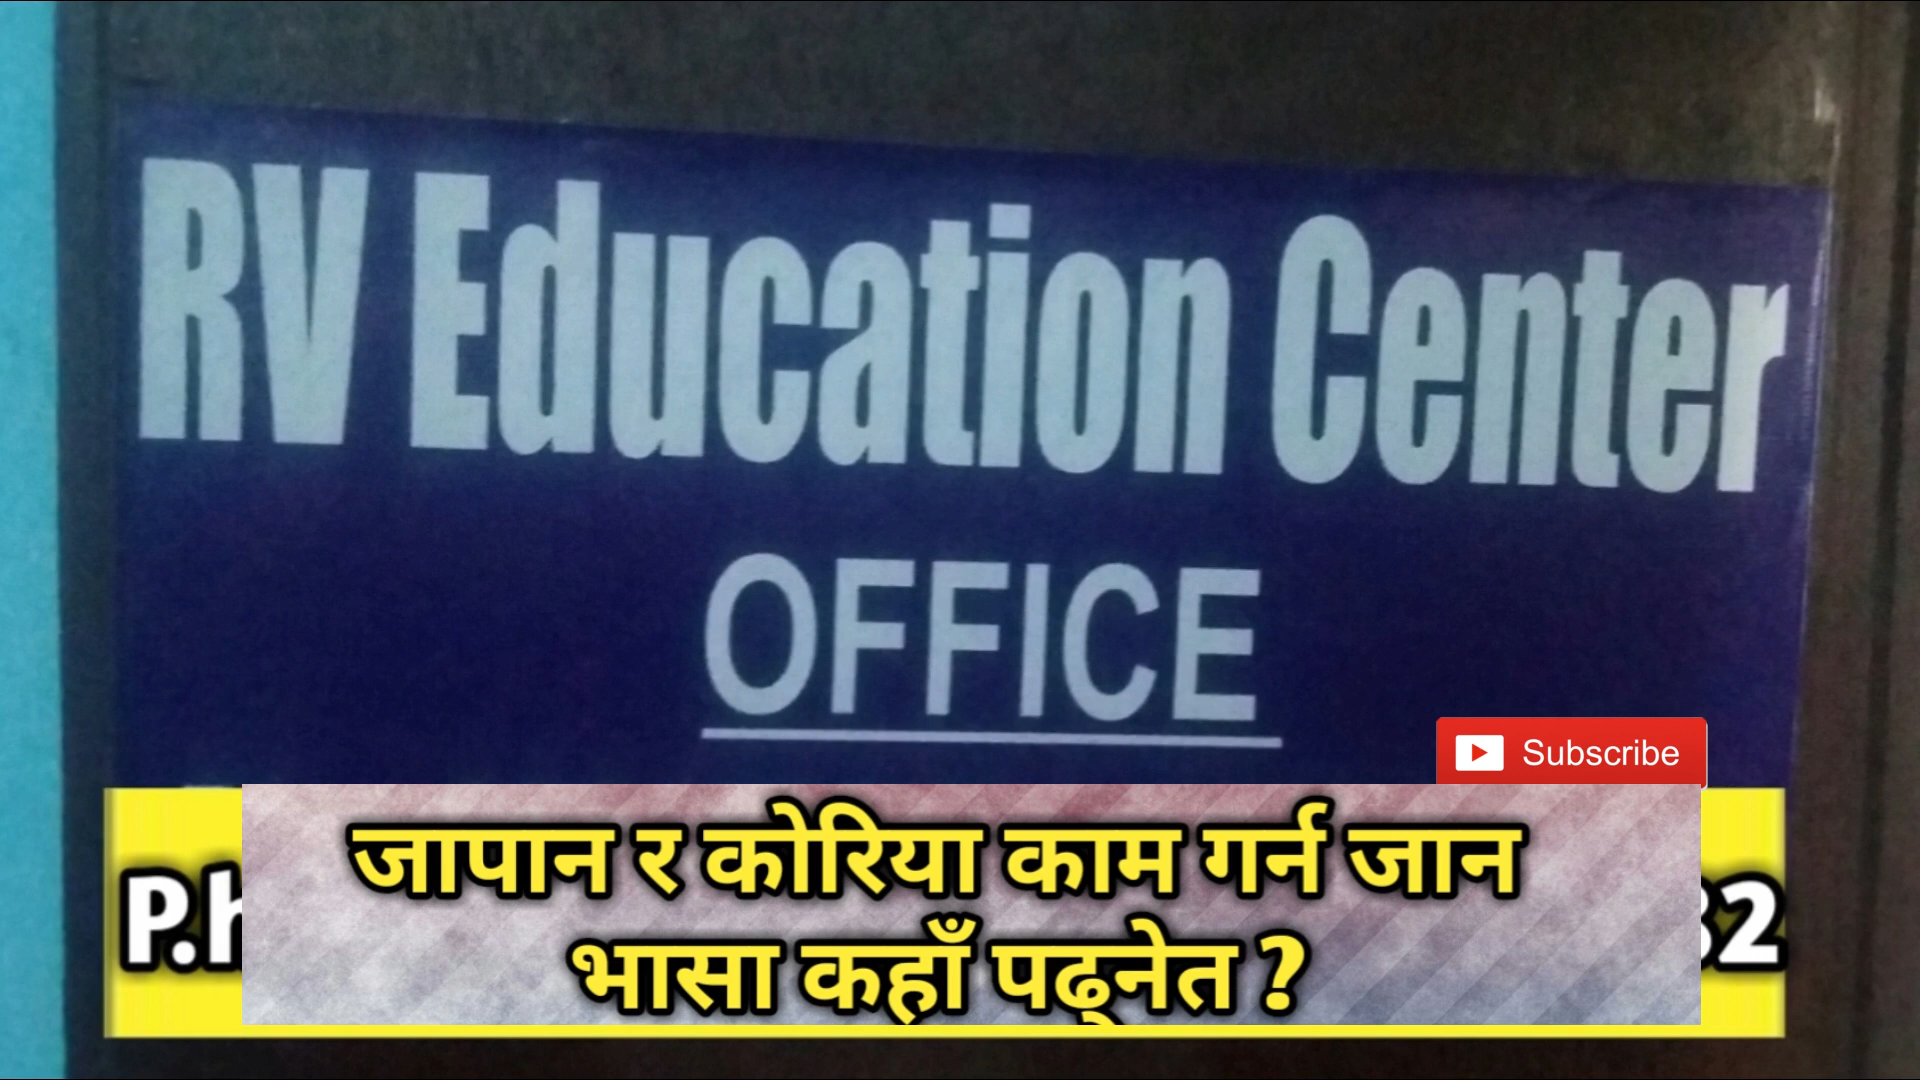 RV Education Center
OFFICE
Subscribe
जापान र कोरिया काम गर्न जान
भासा कहाँ पढ्नेत ?